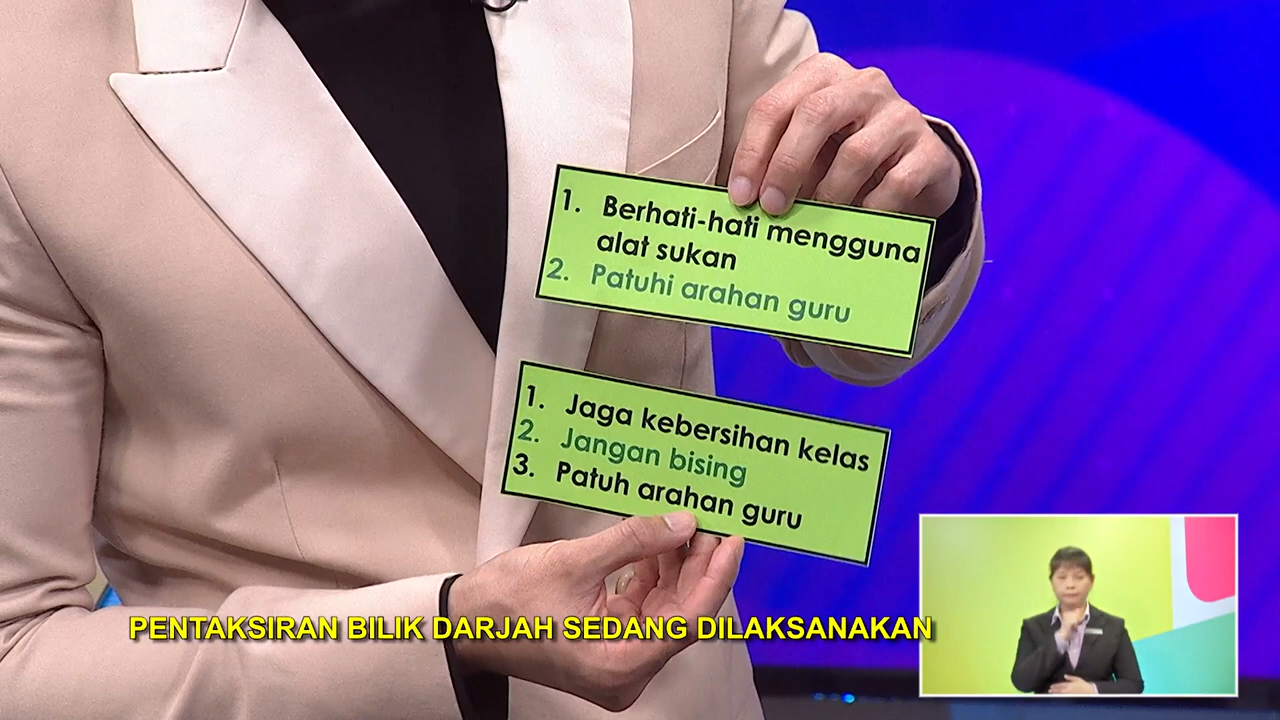 1. Berhati-hati mengguna
alat sukan
2. Patuhi arahan guru
1. Jaga kebersihan kelas
2. Jangan bising
3. Patuh arahan guru
PENTAKSIRAN BILIK DARJAH SEDANG DILAKSANAKAN